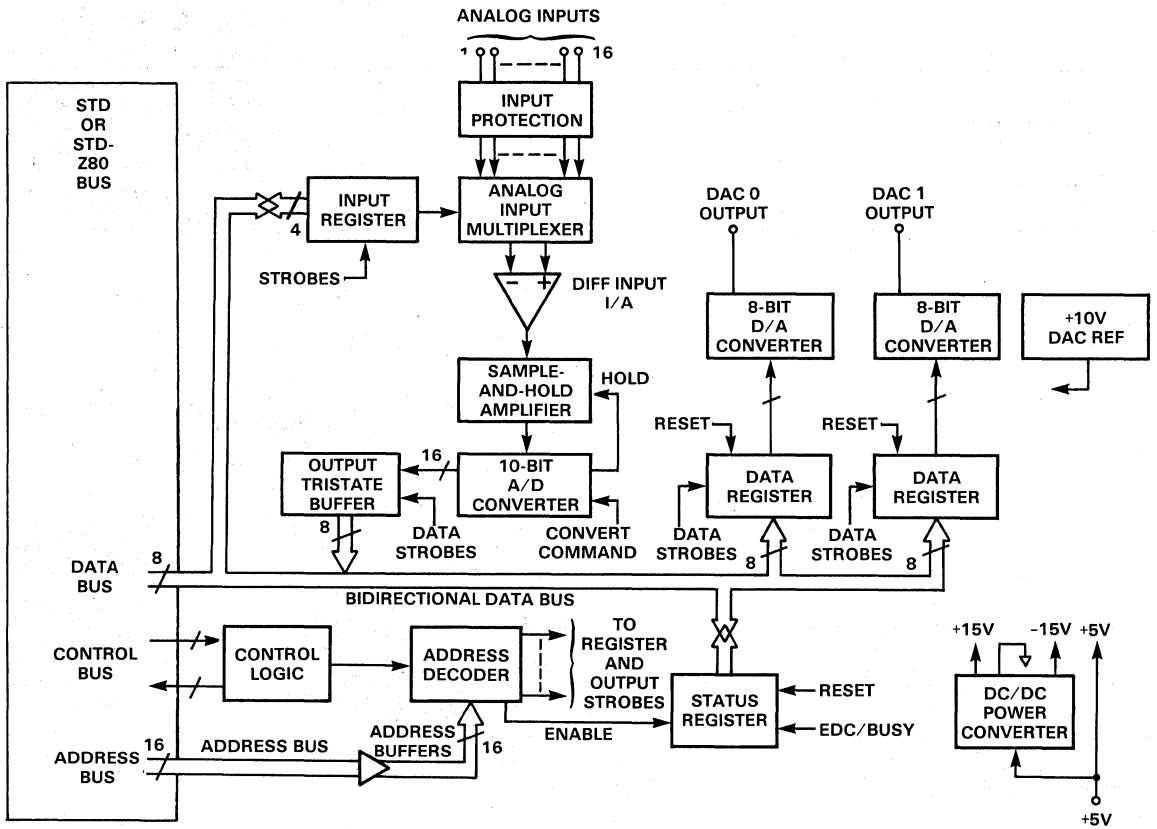 ANALOG INPUTS
1
16
STD
OR
STD-
Z80
BUS
INPUT
PROTECTION
INPUT
REGISTER
4
STROBES
ANALOG
INPUT
MULTIPLEXER
- +
DIFF INPUT
I/A
DAC 0
OUTPUT
DAC 1
OUTPUT
8-BIT
D/A
CONVERTER
8-BIT
D/A
CONVERTER
+10V
DAC REF
SAMPLE-
AND-HOLD
AMPLIFIER
HOLD
RESET
RESET
OUTPUT
TRISTATE
BUFFER
16
10-BIT
A/D
CONVERTER
DATA
REGISTER
DATA
REGISTER
8
DATA
STROBES
CONVERT
COMMAND
DATA
STROBES
8
DATA
STROBES
8
DATA
BUS
8
BIDIRECTIONAL DATA BUS
CONTROL
BUS
CONTROL
LOGIC
ADDRESS
DECODER
TO
REGISTER
AND
OUTPUT
STROBES
STATUS
REGISTER
RESET
EDC/BUSY
ENABLE
+15V
-15V
+5V
DC/DC
POWER
CONVERTER
+5V
ADDRESS
BUS
16
ADDRESS BUS
ADDRESS
BUFFERS
16